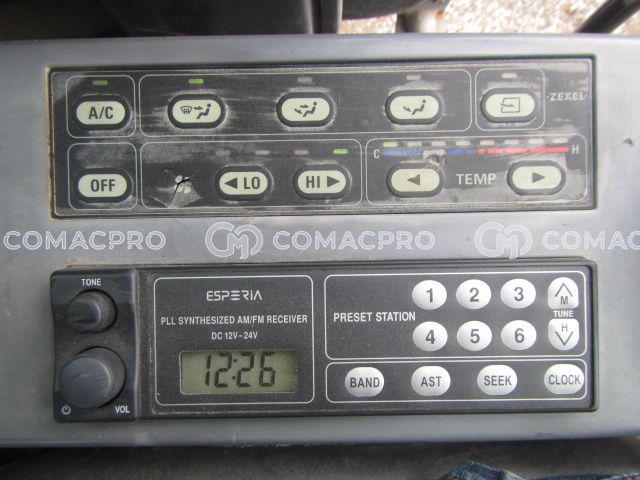 A/C
ZEXEL
C H
OFF
◀ LO
HI ▶
◀ TEMP ▶
COMACPRO COMACPRO COMACPRO
TONE
VOL
ESPERIA
PLL SYNTHESIZED AM/FM RECEIVER
DC 12V-24V
12:26
PRESET STATION
1 2 3
4 5 6
M
TUNE
H
BAND AST SEEK CLOCK